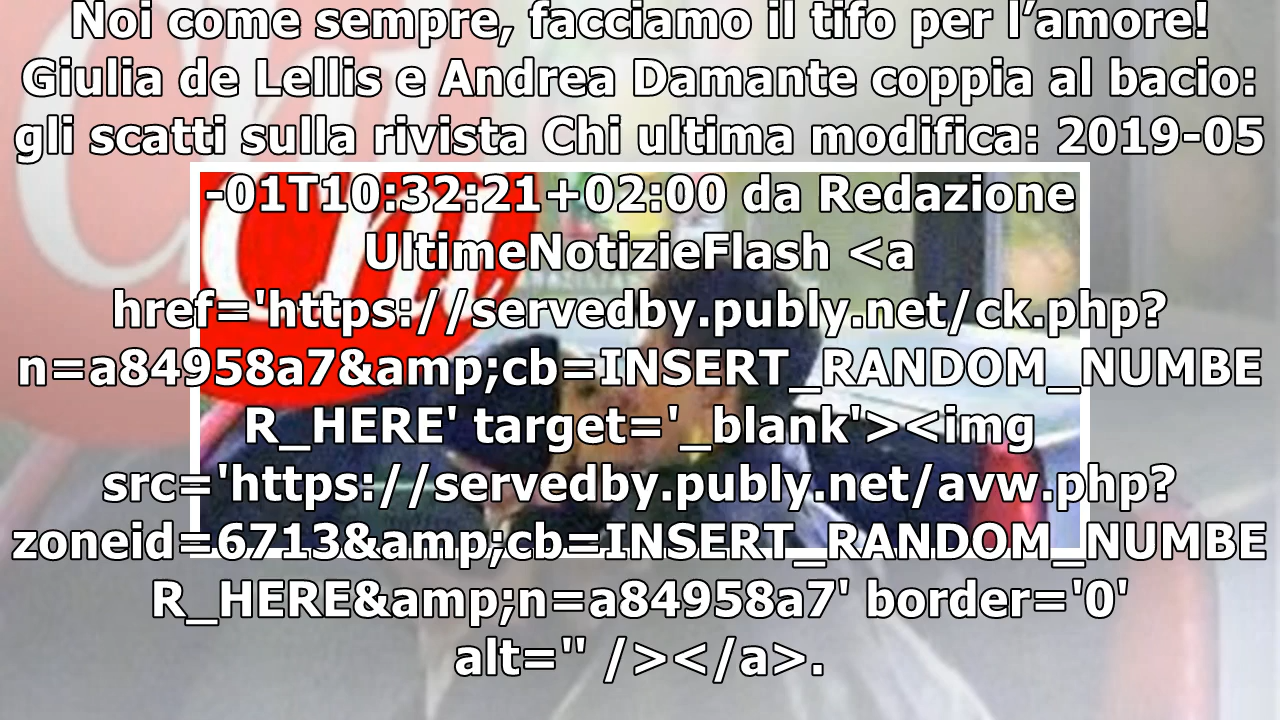 Noi come sempre, facciamo il tifo per l’amore!
Giulia de Lellis e Andrea Damante coppia al bacio:
gli scatti sulla rivista Chi ultima modifica: 2019-05
-01T10:32:21+02:00 da Redazione
UltimeNotizieFlash <a
href='https://servedby.publy.net/ck.php?
n=a84958a7&amp;cb=INSERT_RANDOM_NUMBE
R_HERE' target='_blank'><img
src='https://servedby.publy.net/avw.php?
zoneid=6713&amp;cb=INSERT_RANDOM_NUMBE
R_HERE&amp;n=a84958a7' border='0'
alt='' /></a>.
Chi
Chi